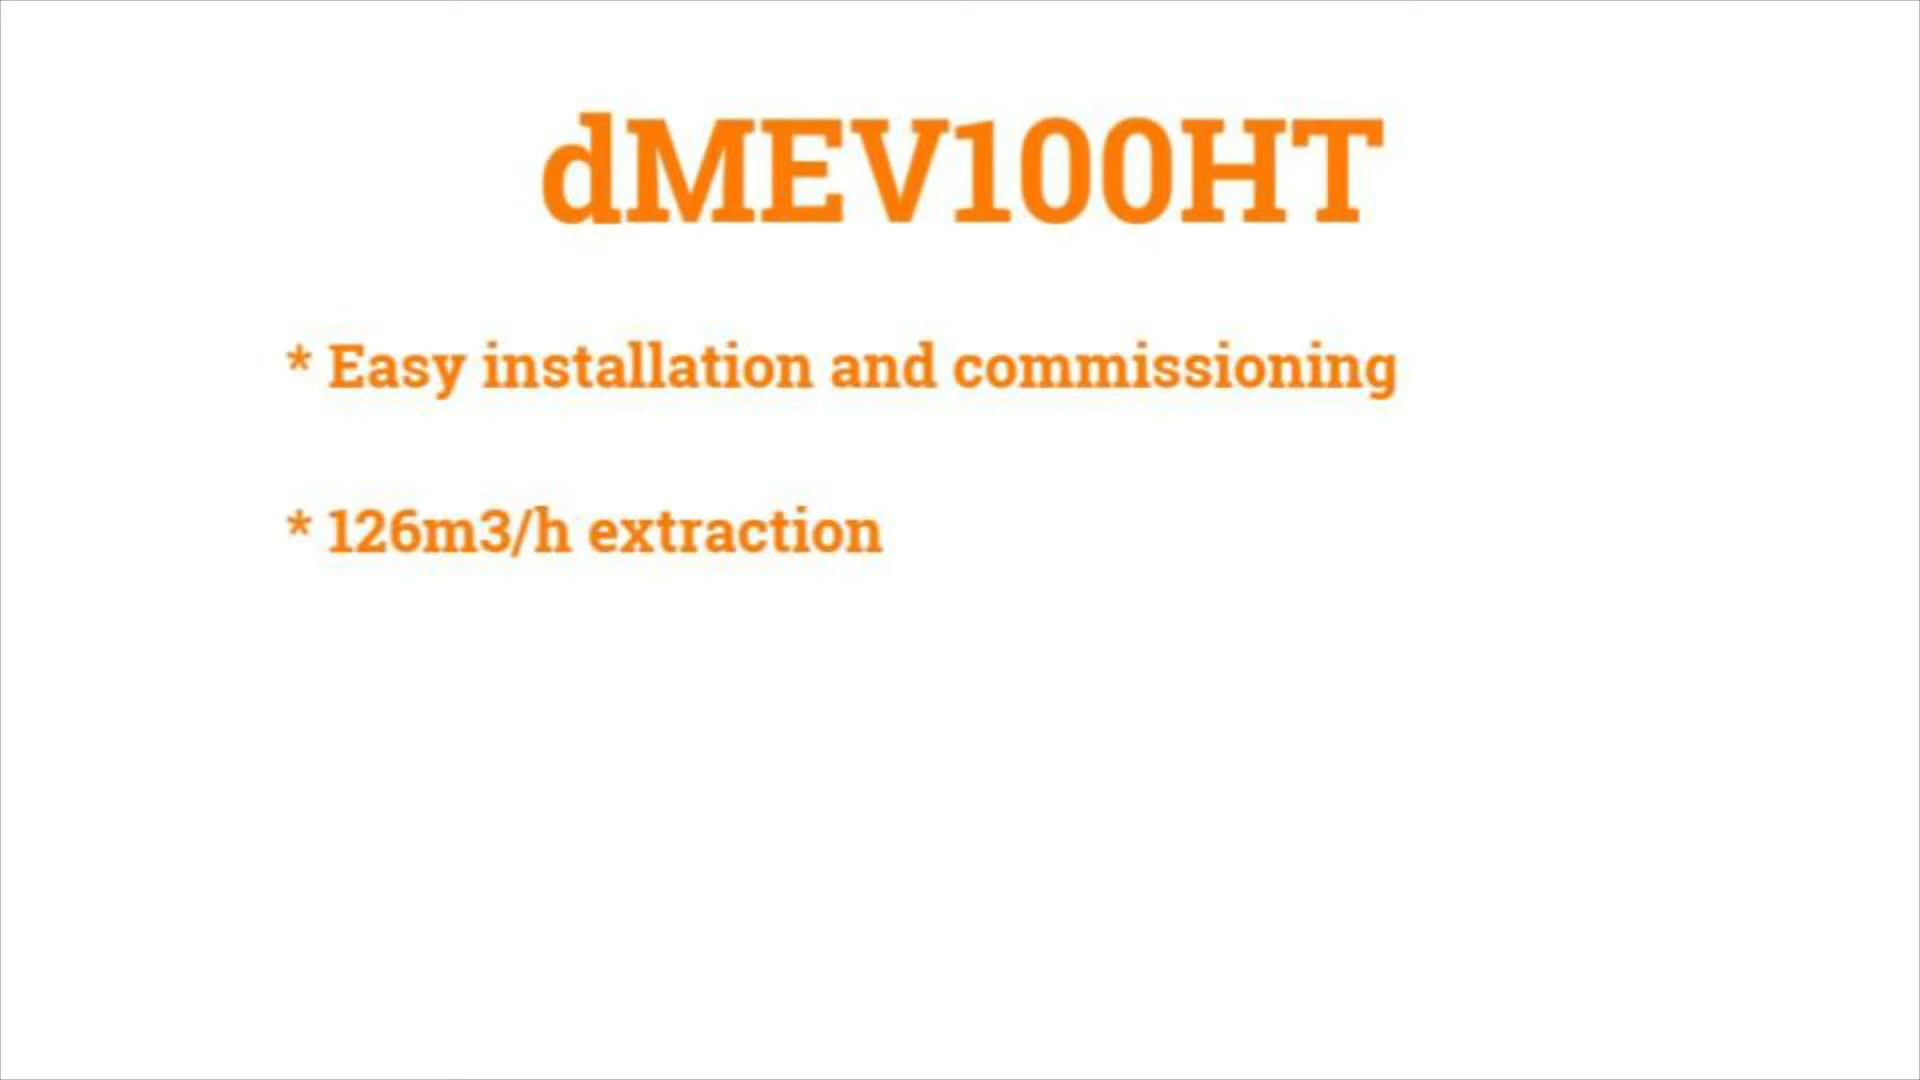 dMEV100HT
* Easy installation and commissioning
* 126m3/h extraction